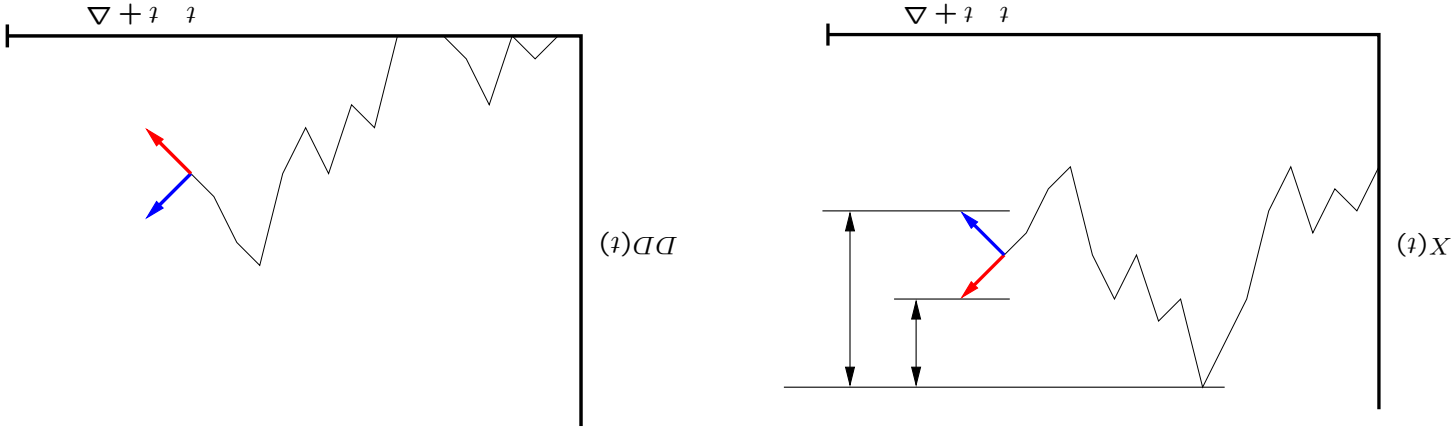 X(t)
DD(t)
t t + Δ
t t + Δ